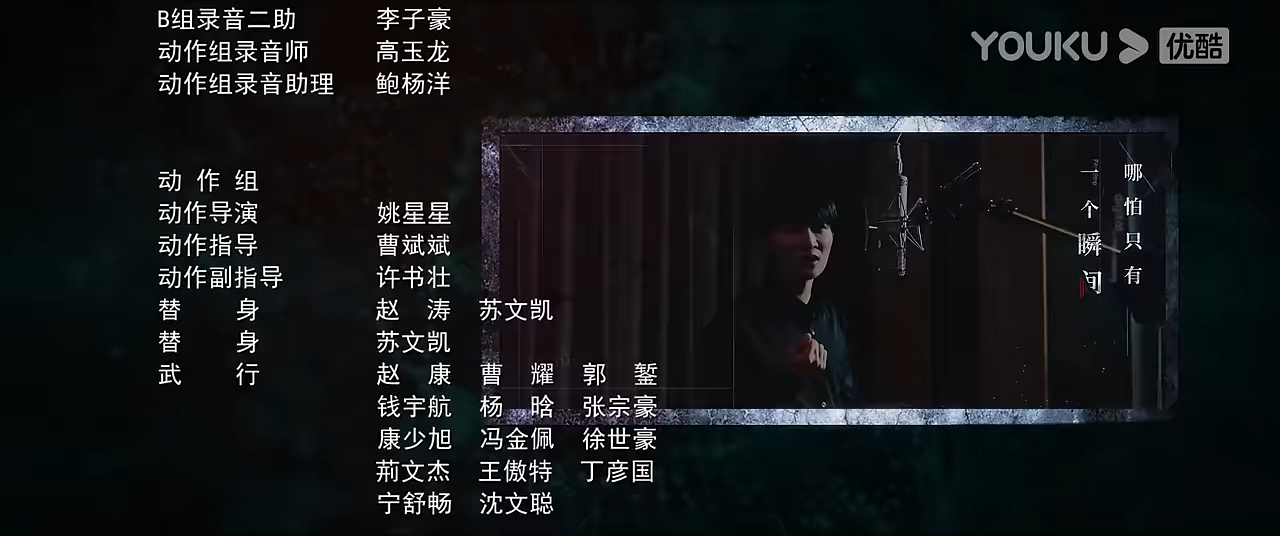 B组录音二助 李子豪
动作组录音师 高玉龙
动作组录音助理 鲍杨洋
动作组
动作导演 姚星星
动作指导 曹斌斌
动作副指导 许书壮
替身 赵涛 苏文凯
替身 苏文凯
武行 赵康 曹耀 郭錾
钱宇航 杨晗 张宗豪
康少旭 冯金佩 徐世豪
荊文杰 王傲特 丁彦国
宁舒畅 沈文聪
YOUKU 优酷
哪怕只有
一个瞬间